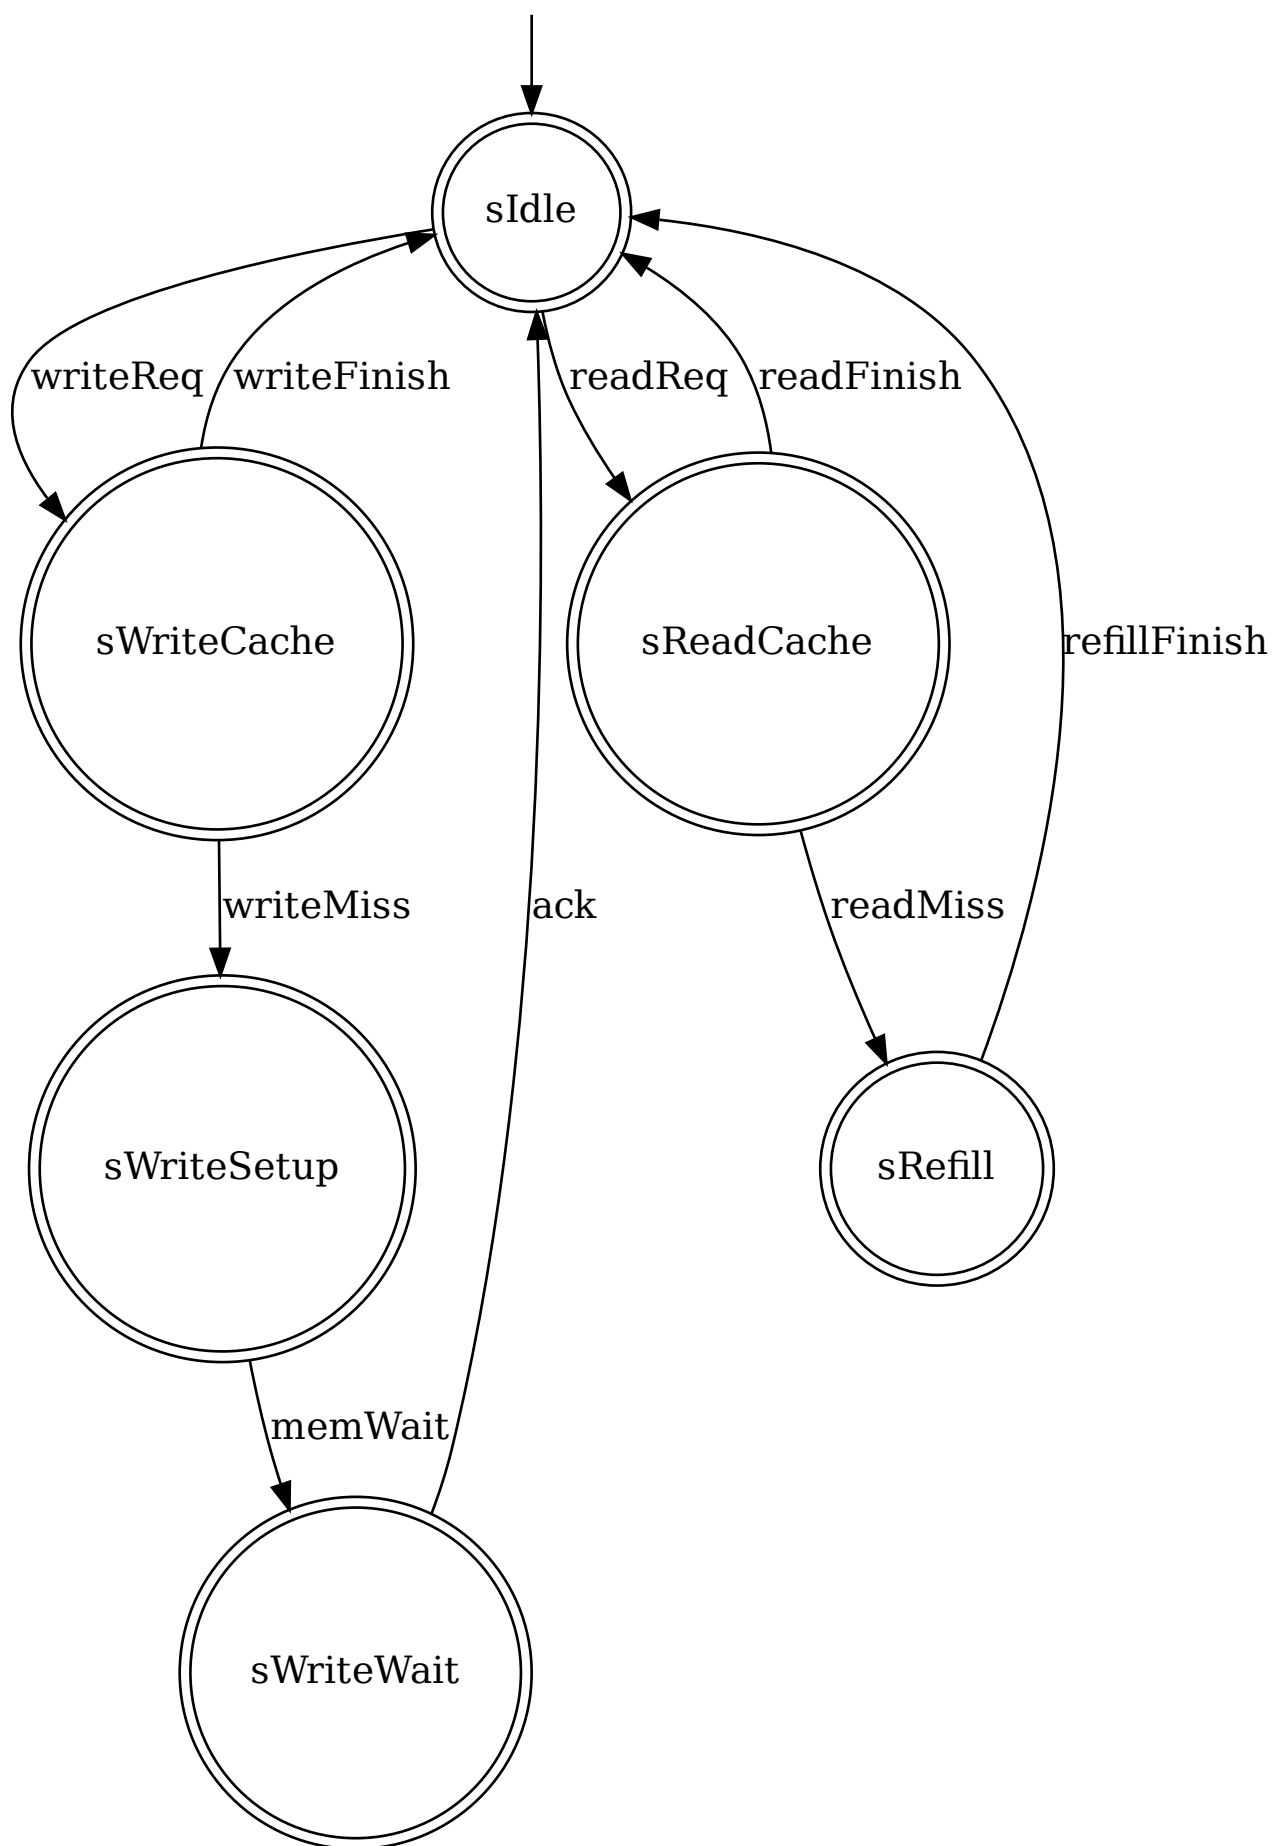 sIdle
writeReq
writeFinish
readReq
readFinish
sWriteCache
sReadCache
refillFinish
writeMiss
ack
readMiss
sWriteSetup
sRefill
memWait
sWriteWait